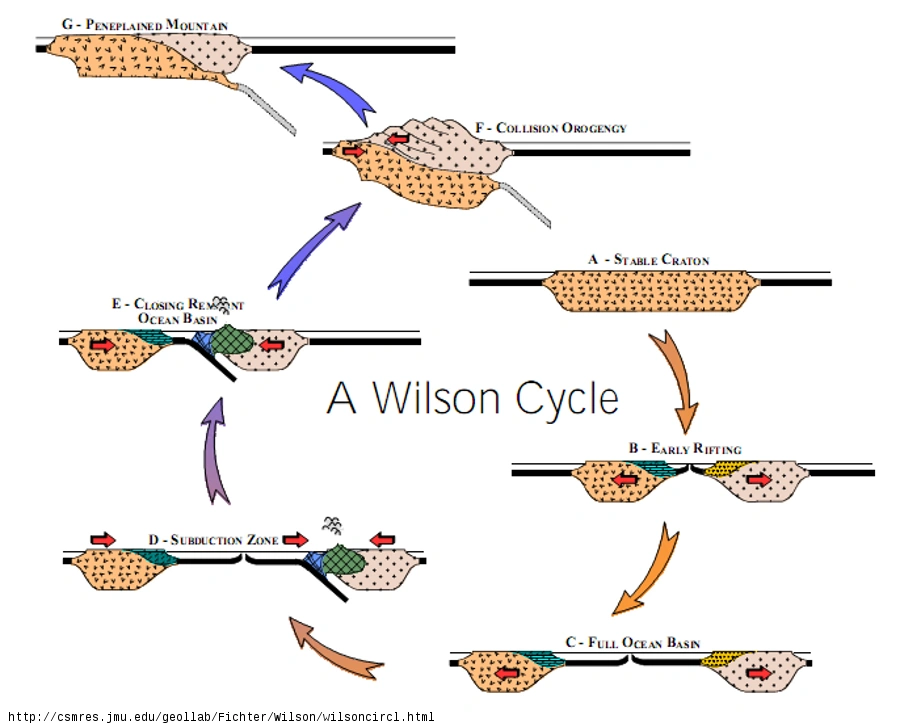 G - Peneplained Mountain
F - Collision Orogengy
A - Stable Craton
E - Closing Remnant
Ocean Basin
A Wilson Cycle
B - Early Rifting
D - Subduction Zone
C - Full Ocean Basin
http://csmres.jmu.edu/geollab/Fichter/Wilson/wilsoncircl.html